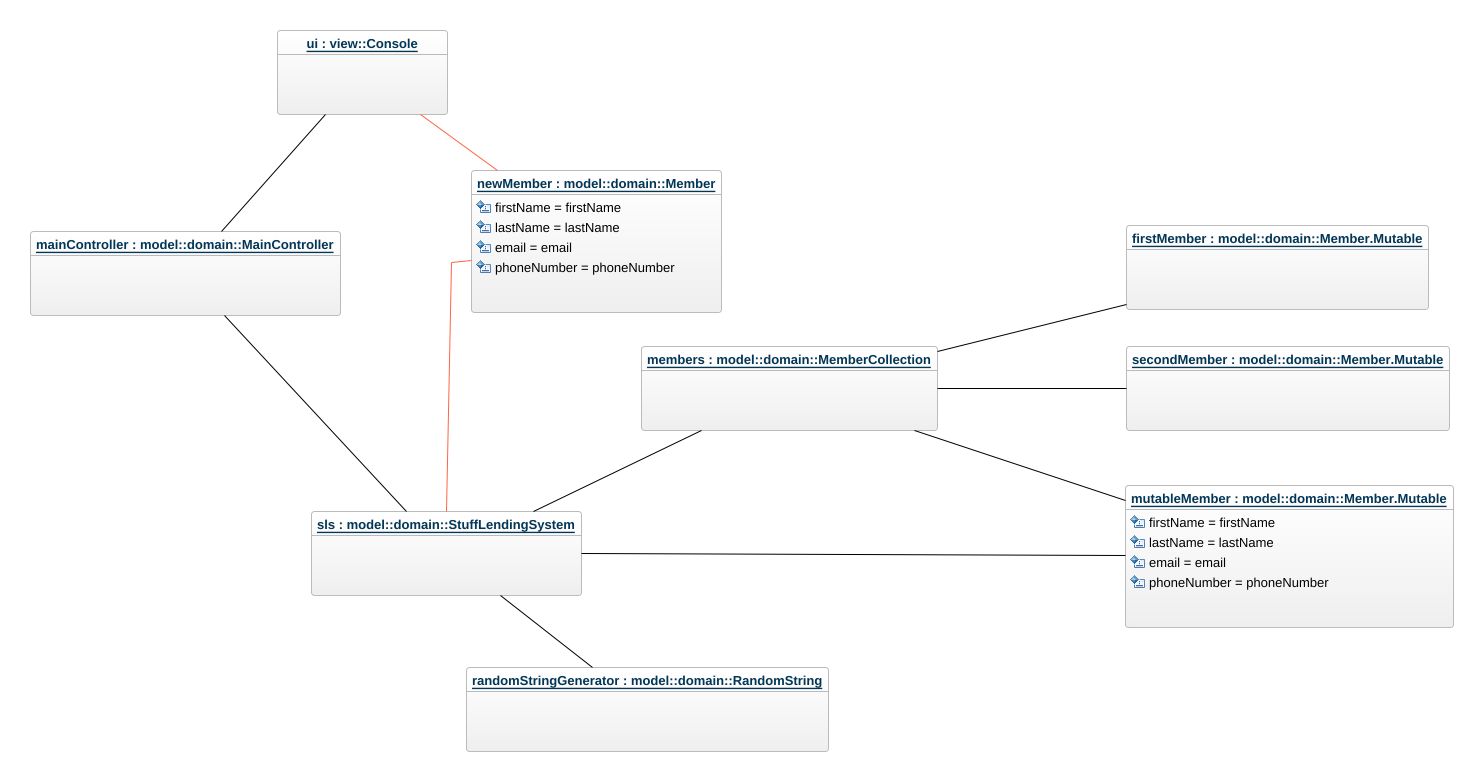 ui : view::Console
newMember : model::domain::Member
firstName = firstName
lastName = lastName
email = email
phoneNumber = phoneNumber
mainController : model::domain::MainController
firstMember : model::domain::Member.Mutable
members : model::domain::MemberCollection
secondMember : model::domain::Member.Mutable
mutableMember : model::domain::Member.Mutable
firstName = firstName
lastName = lastName
email = email
phoneNumber = phoneNumber
sls : model::domain::StuffLendingSystem
randomStringGenerator : model::domain::RandomString